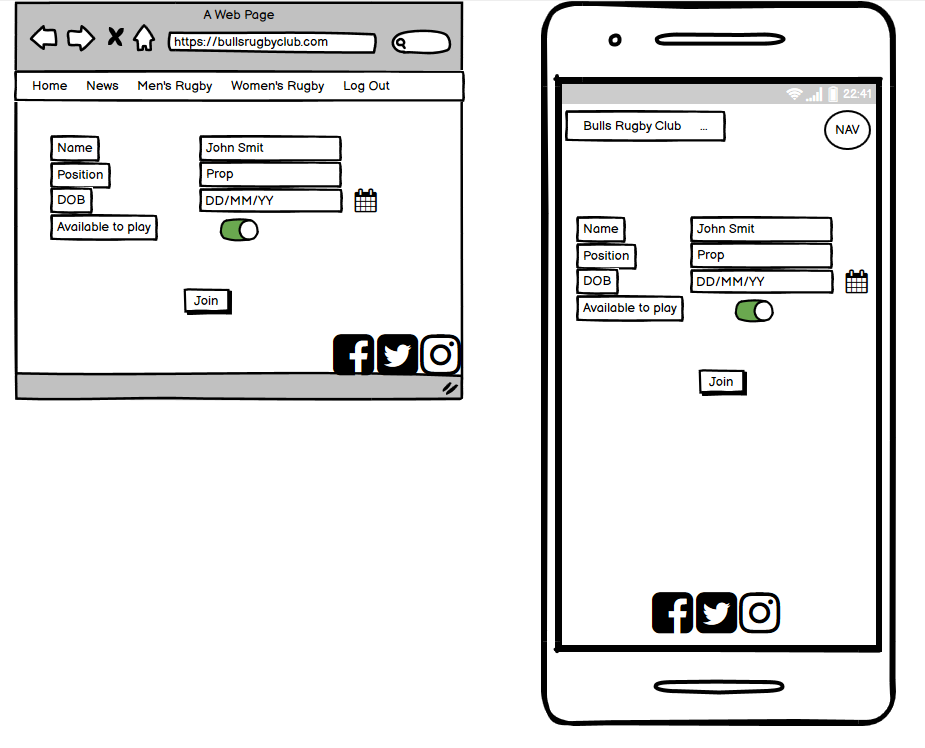 A Web Page
https://bullsrugbyclub.com
Home News Men's Rugby Women's Rugby Log Out
Name John Smit
Position Prop
DOB DD/MM/YY
Available to play
Join
22:41
Bulls Rugby Club ... NAV
Name John Smit
Position Prop
DOB DD/MM/YY
Available to play
Join